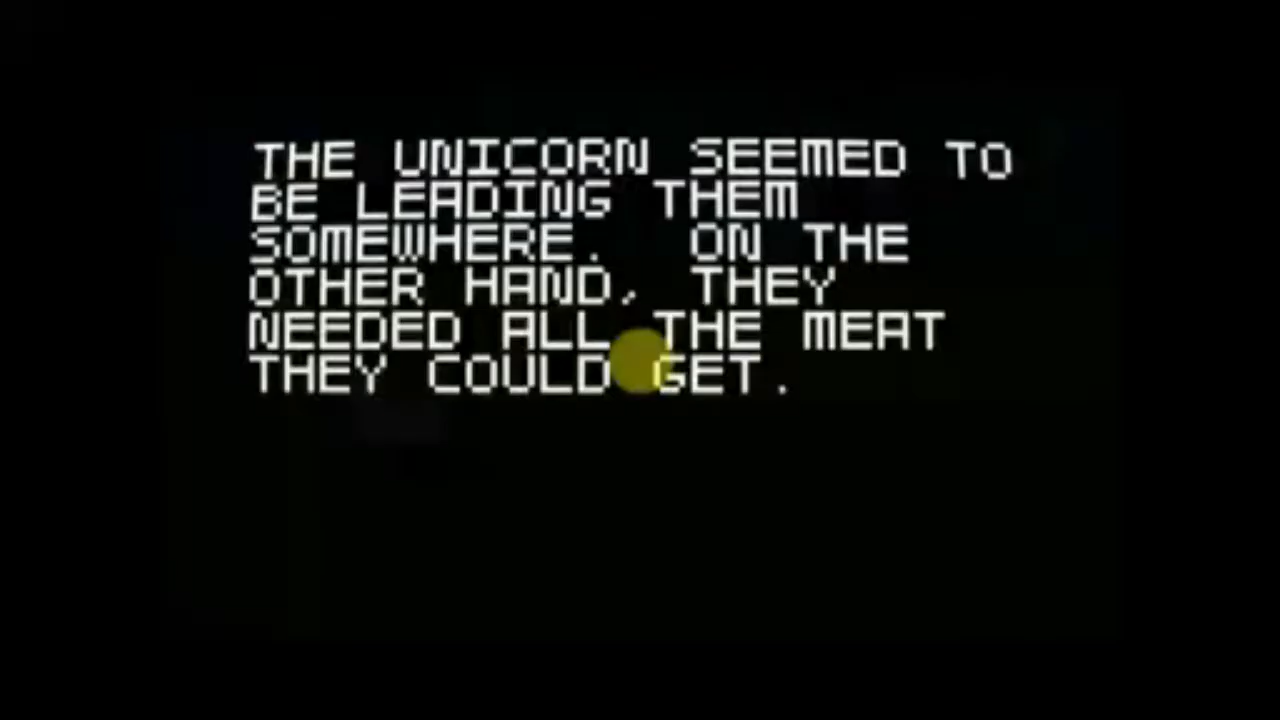 THE UNICORN SEEMED TO
BE LEADING THEM
SOMEWHERE.  ON THE
OTHER HAND, THEY
NEEDED ALL THE MEAT
THEY COULD GET.